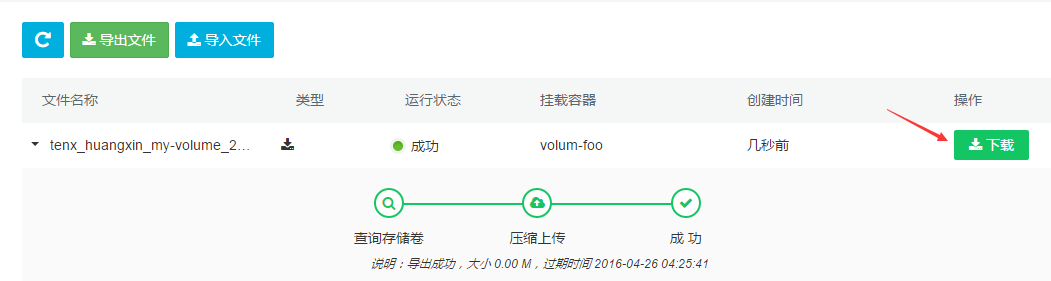 导出文件 导入文件
文件名称 类型 运行状态 挂载容器 创建时间 操作
tenx_huangxin_my-volume_2... 成功 volum-foo 几秒前 下载
查询存储卷 压缩上传 成 功
说明：导出成功，大小 0.00 M，过期时间 2016-04-26 04:25:41